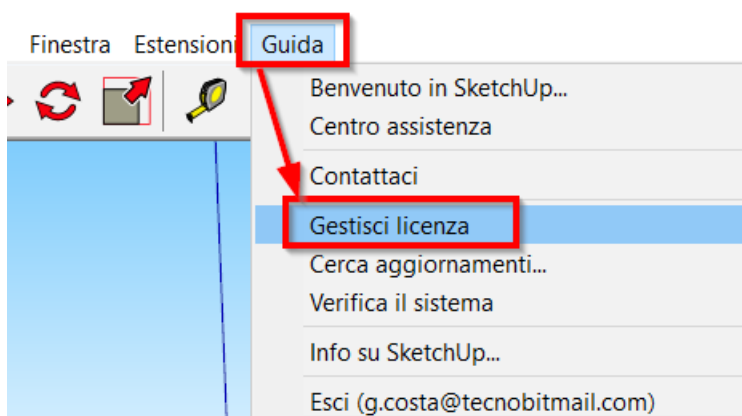 Finestra Estensioni Guida
Benvenuto in SketchUp...
Centro assistenza
Contattaci
Gestisci licenza
Cerca aggiornamenti...
Verifica il sistema
Info su SketchUp...
Esci (g.costa@tecnobitmail.com)